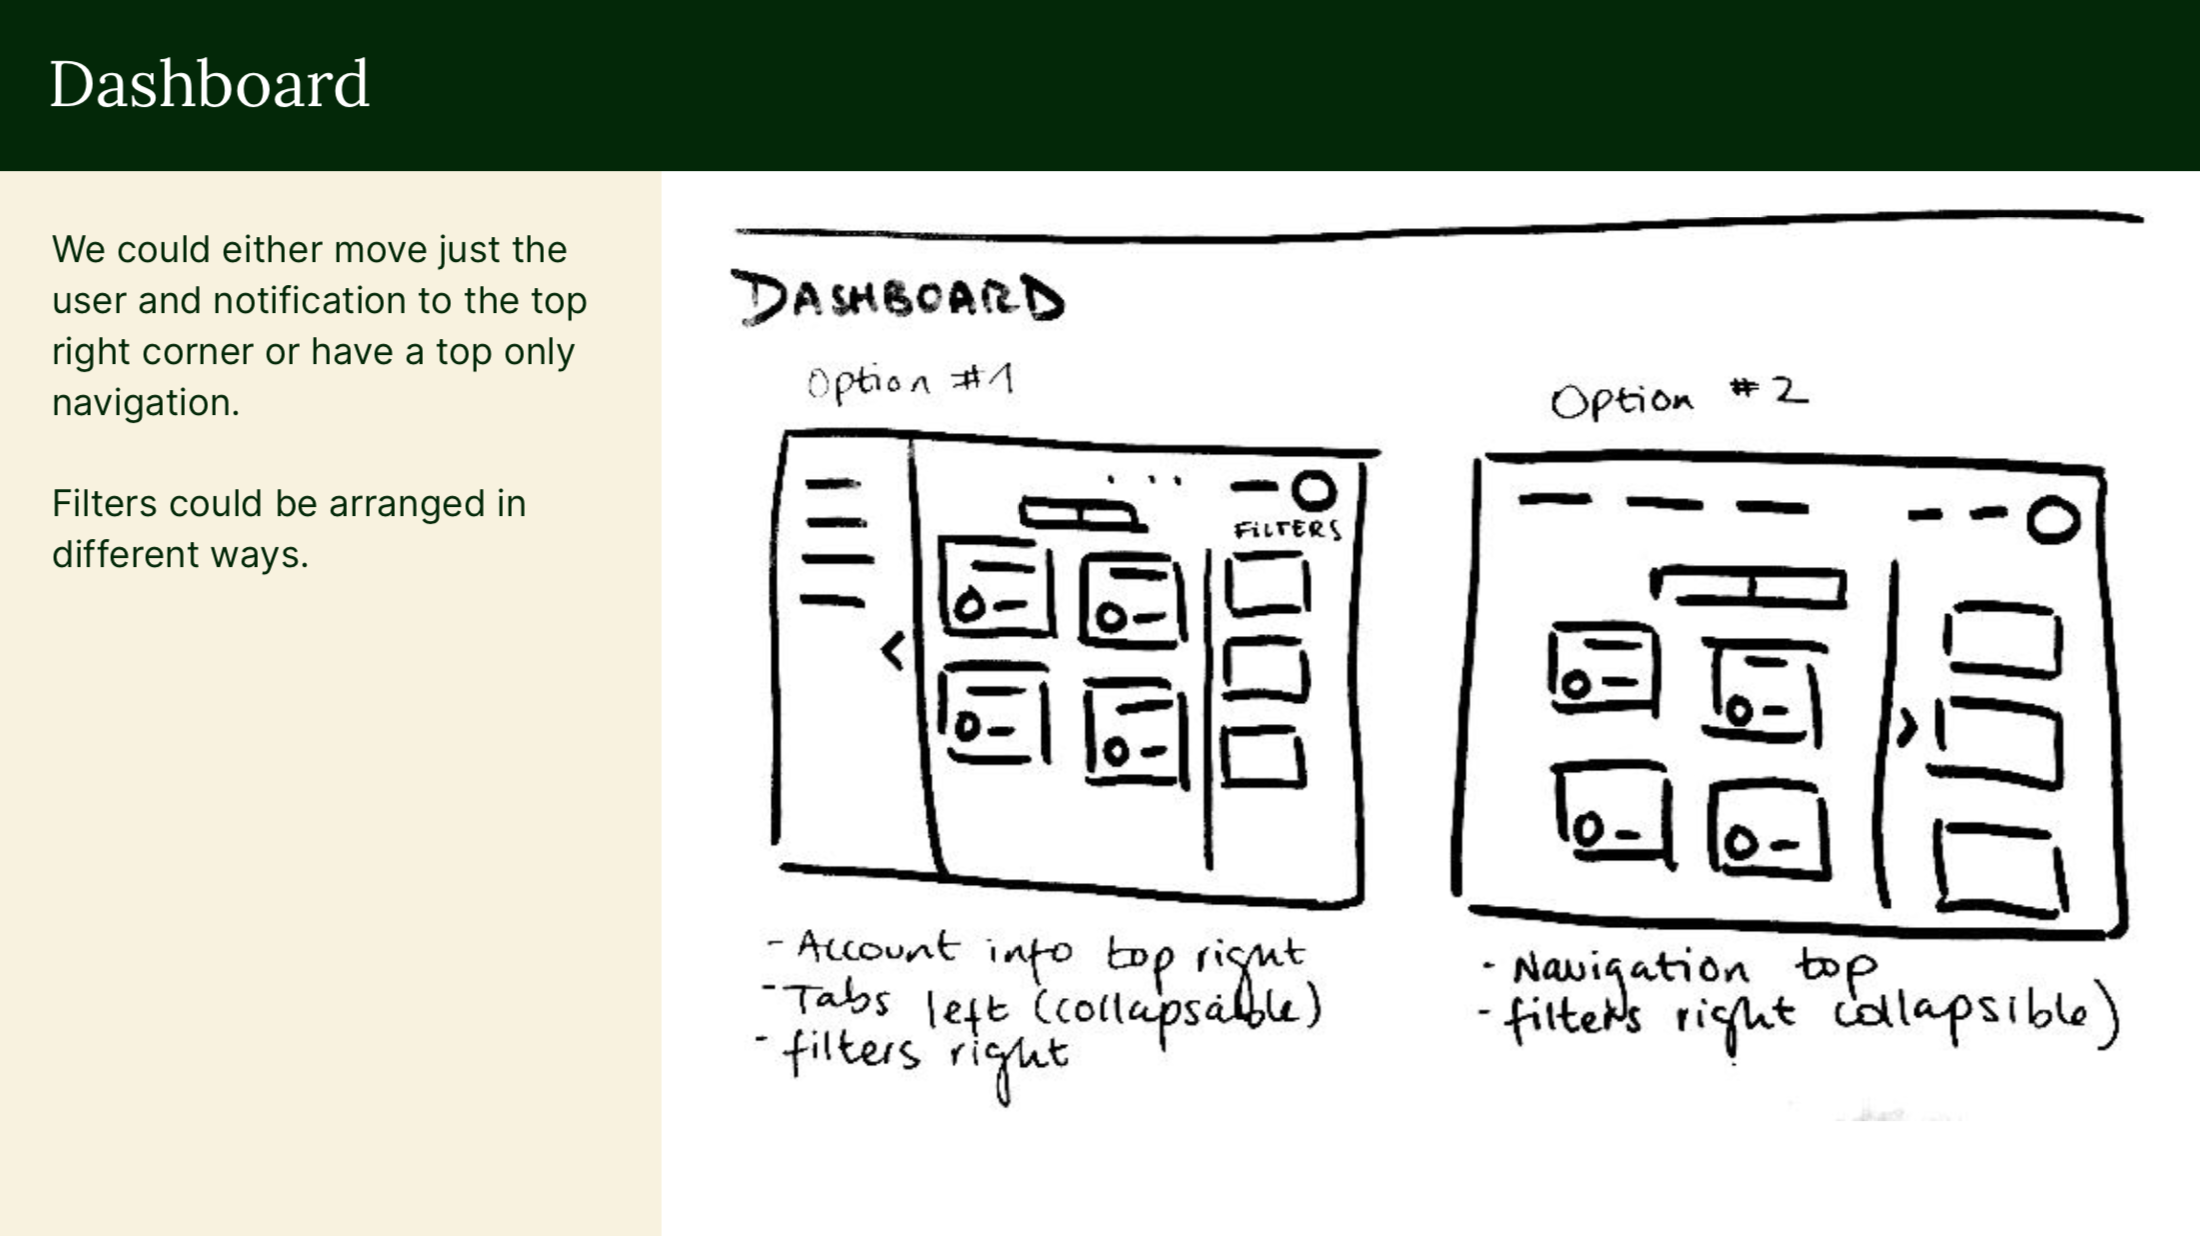 Dashboard
We could either move just the
user and notification to the top
right corner or have a top only
navigation.
Filters could be arranged in
different ways.
DASHBOARD
Option #1
FILTERS
- Account info top right
- Tabs left (collapsable)
- filters right
Option #2
- Navigation top
- filters right collapsible)